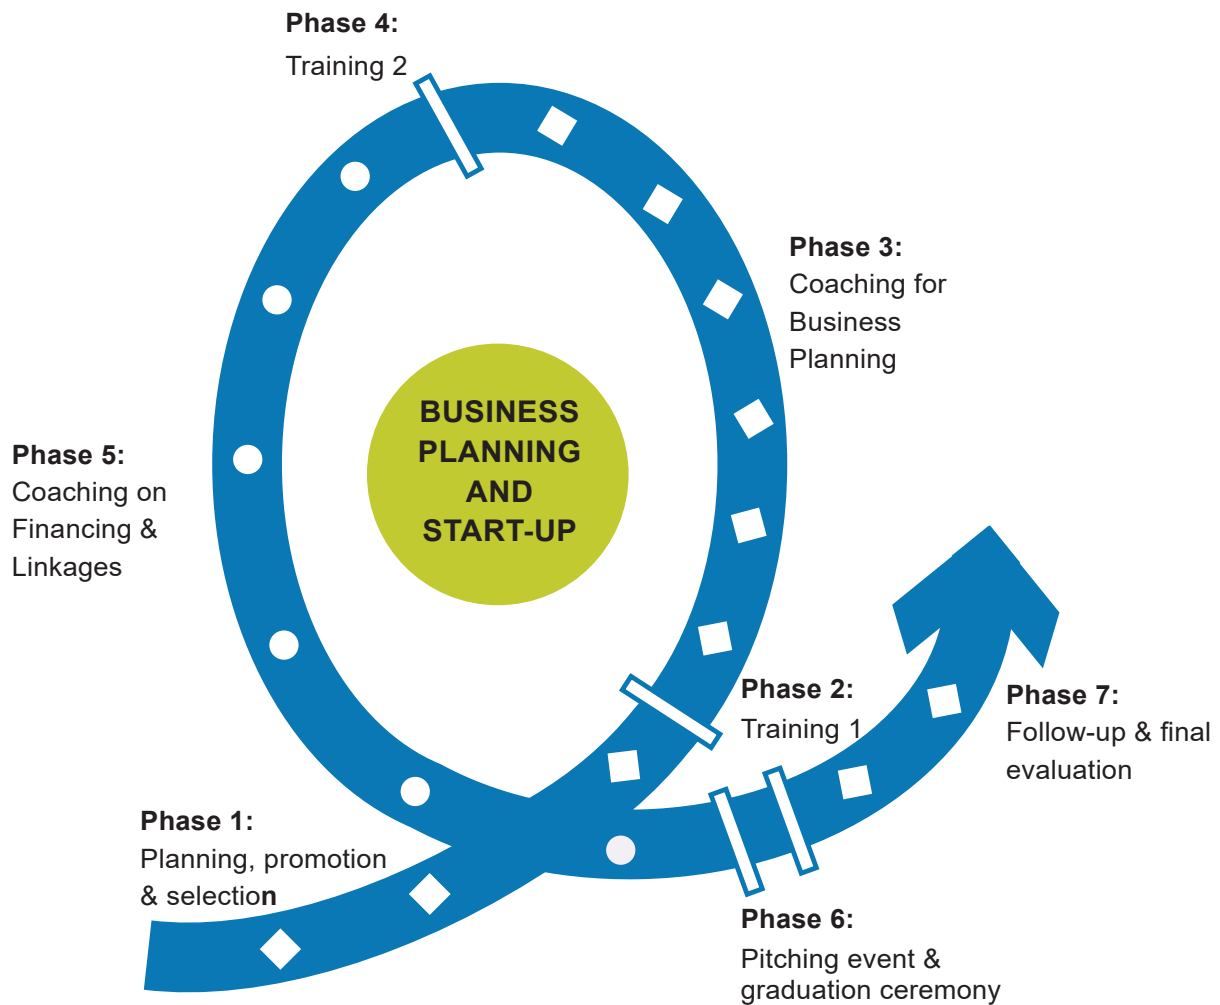 Phase 4:
Training 2
Phase 3:
Coaching for
Business
Planning
BUSINESS
PLANNING
AND
START-UP
Phase 5:
Coaching on
Financing &
Linkages
Phase 2:
Training 1
Phase 7:
Follow-up & final
evaluation
Phase 1:
Planning, promotion
& selection
Phase 6:
Pitching event &
graduation ceremony